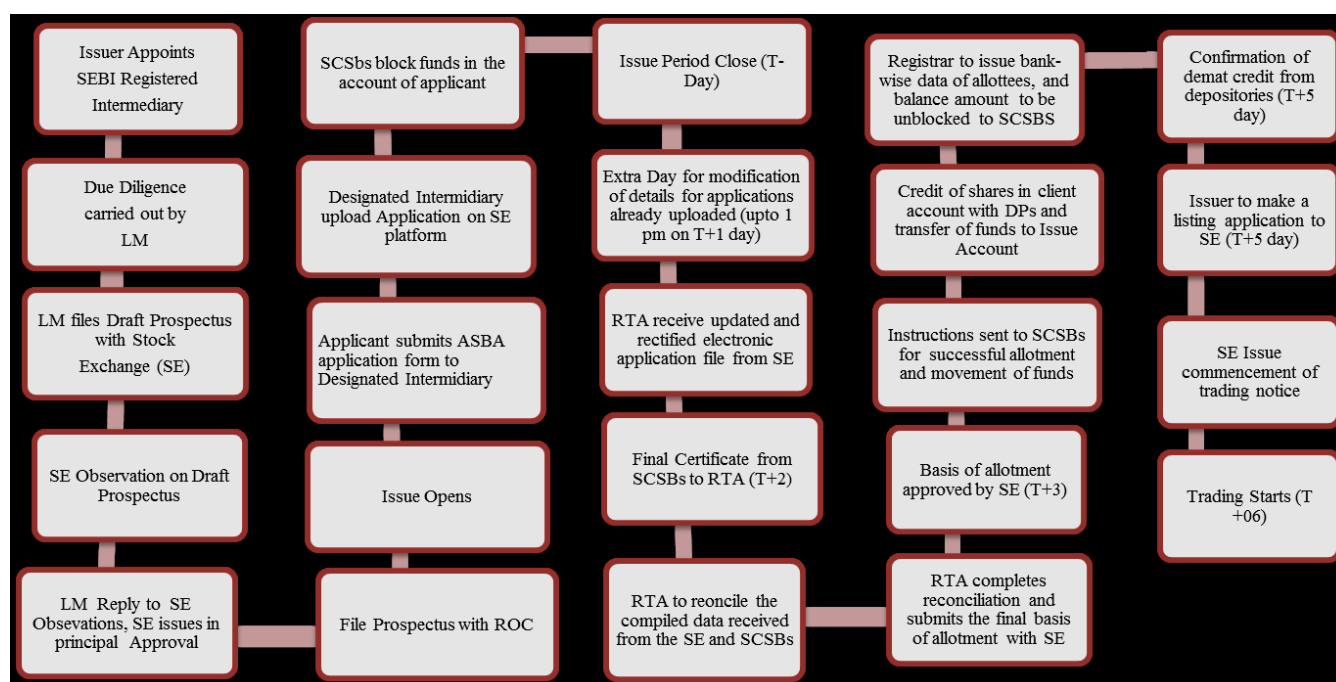 Issuer Appoints
SEBI Registered
Intermediary
Due Diligence
carried out by
LM
LM files Draft Prospectus
with Stock
Exchange (SE)
SE Observation on Draft
Prospectus
LM Reply to SE
Obsevations, SE issues in
principal Approval
File Prospectus with ROC
Issue Opens
Applicant submits ASBA
application form to
Designated Intermediary
Designated Intermidiary
upload Application on SE
platform
SCSbs block funds in the
account of applicant
Issue Period Close (T-
Day)
Extra Day for modification
of details for applications
already uploaded (upto 1
pm on T+1 day)
RTA receive updated and
rectified electronic
application file from SE
Final Certificate from
SCSBs to RTA (T+2)
RTA to reconcile the
compiled data received
from the SE and SCSBs
RTA completes
reconciliation and
submits the final basis
of allotment with SE
Basis of allotment
approved by SE (T+3)
Instructions sent to SCSBs
for successful allotment
and movement of funds
Credit of shares in client
account with DPs and
transfer of funds to Issue
Account
Registrar to issue bank-
wise data of allottees, and
balance amount to be
unblocked to SCSBS
Confirmation of
demat credit from
depositories (T+5
day)
Issuer to make a
listing application to
SE (T+5 day)
SE Issue
commencement of
trading notice
Trading Starts (T
+06)